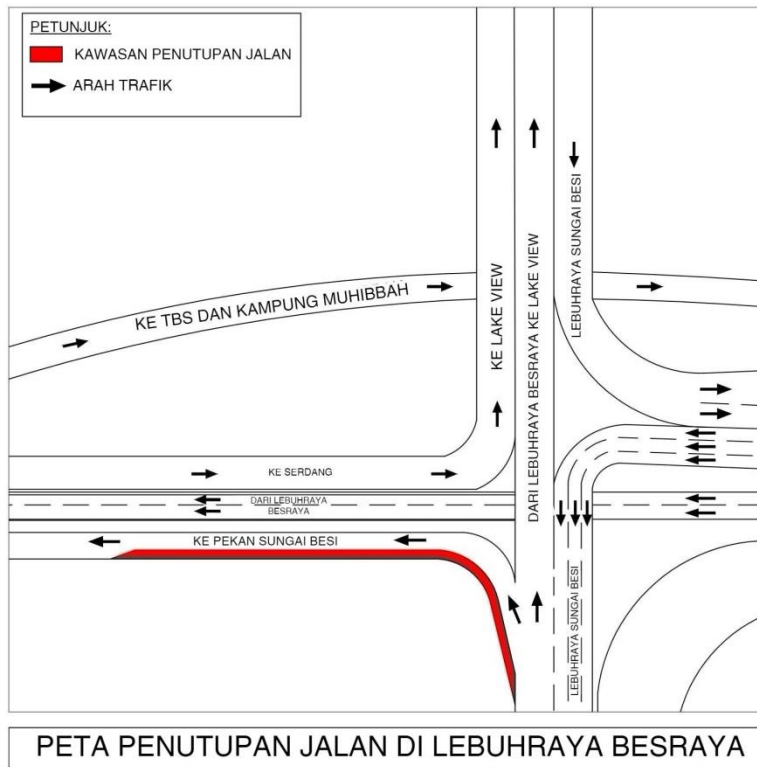 PETUNJUK:
KAWASAN PENUTUPAN JALAN
ARAH TRAFIK
KE TBS DAN KAMPUNG MUHIBBAH
KE LAKE VIEW
DARI LEBUHRAYA BESRAYA KE LAKE VIEW
LEBUHRAYA SUNGAI BESI
KE SERDANG
DARI LEBUHRAYA
BESRAYA
KE PEKAN SUNGAI BESI
LEBUHRAYA SUNGAI BESI
PETA PENUTUPAN JALAN DI LEBUHRAYA BESRAYA